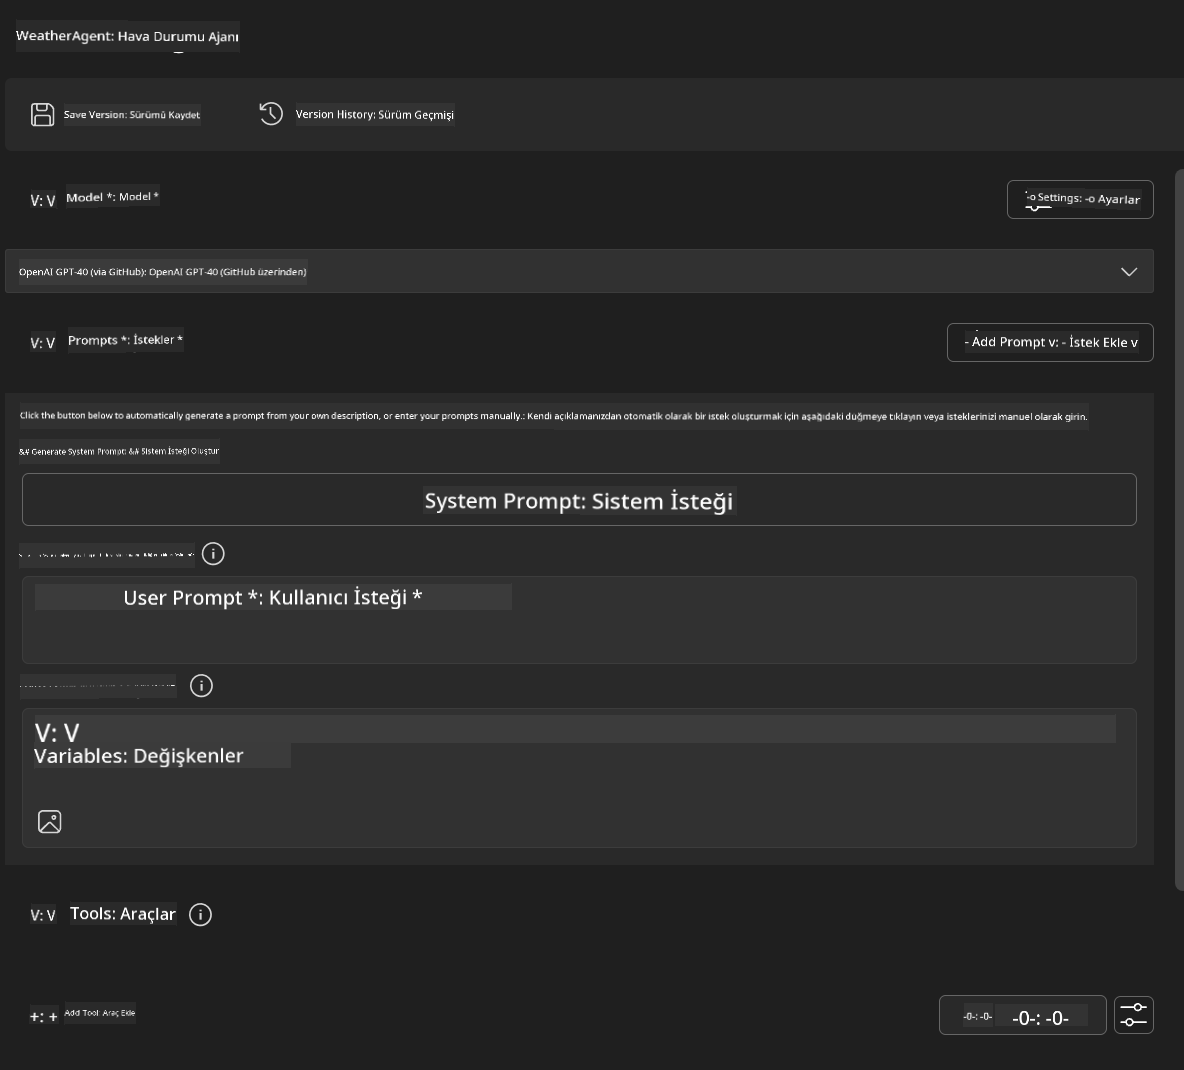 WeatherAgent: Hava Durumu Ajanı
Save Version: Sürümü Kaydet
Version History: Sürüm Geçmişi
V: V
Model *: Model *
-o Settings: -o Ayarlar
OpenAI GPT-40 (via GitHub): OpenAI GPT-40 (GitHub üzerinden)
V: V
Prompts *: İstekler *
- Add Prompt v: - İstek Ekle v
Click the button below to automatically generate a prompt from your own description, or enter your prompts manually.: Kendi açıklamanızdan otomatik olarak bir istek oluşturmak için aşağıdaki düğmeye tıklayın veya isteklerinizi manuel olarak girin.
&# Generate System Prompt: &# Sistem İsteği Oluştur
System Prompt: Sistem İsteği
User Prompt *: Kullanıcı İsteği *
V: V
Variables: Değişkenler
V: V
Tools: Araçlar
+: +
Add Tool: Araç Ekle
-0-: -0-
-0-: -0-